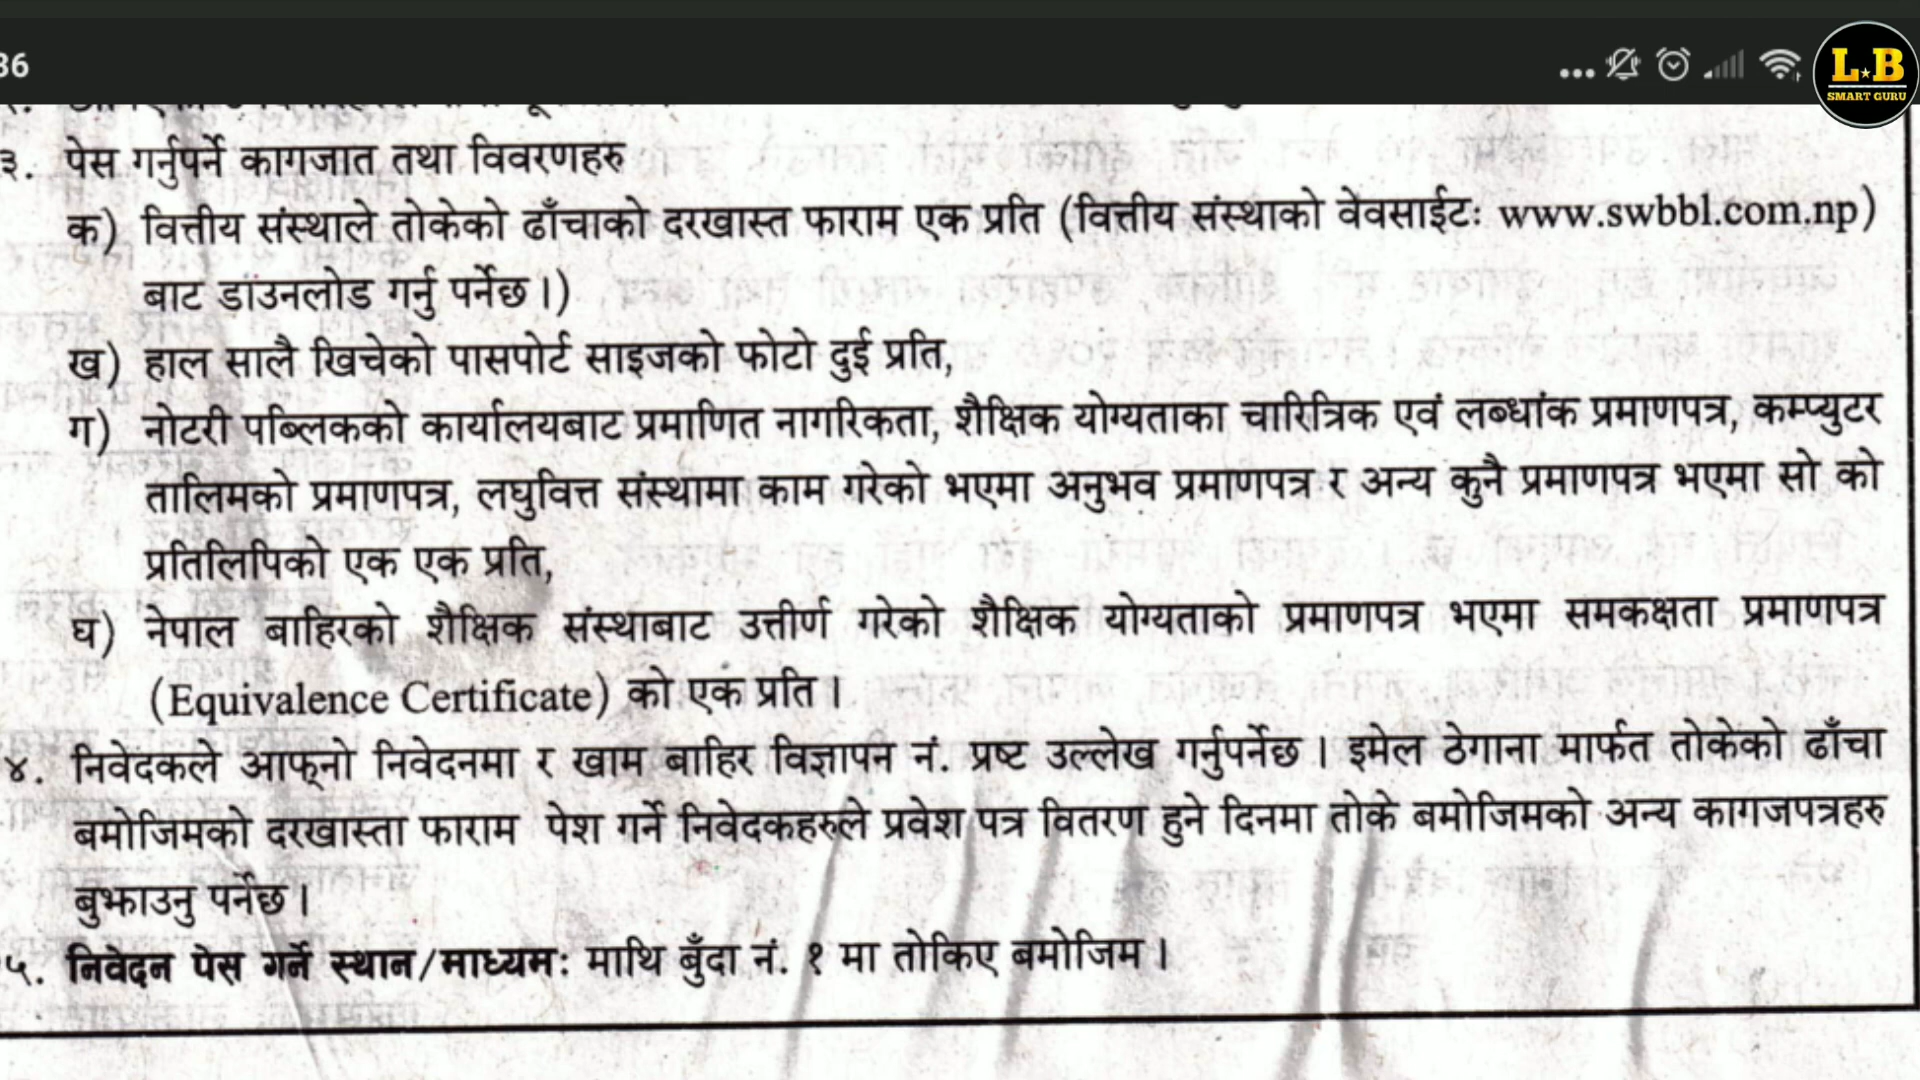 36
L★B
SMART GURU
३. पेस गर्नुपर्ने कागजात तथा विवरणहरु
क) वित्तीय संस्थाले तोकेको ढाँचाको दरखास्त फाराम एक प्रति (वित्तीय संस्थाको वेवसाईटः www.swbbl.com.np)
बाट डाउनलोड गर्नु पर्नेछ।)
ख) हाल सालै खिचेको पासपोर्ट साइजको फोटो दुई प्रति,
ग) नोटरी पब्लिकको कार्यालयबाट प्रमाणित नागरिकता, शैक्षिक योग्यताका चारित्रिक एवं लब्धांक प्रमाणपत्र, कम्प्युटर
तालिमको प्रमाणपत्र, लघुवित्त संस्थामा काम गरेको भएमा अनुभव प्रमाणपत्र र अन्य कुनै प्रमाणपत्र भएमा सो को
प्रतिलिपिको एक एक प्रति,
घ) नेपाल बाहिरको शैक्षिक संस्थाबाट उत्तीर्ण गरेको शैक्षिक योग्यताको प्रमाणपत्र भएमा समकक्षता प्रमाणपत्र
(Equivalence Certificate) को एक प्रति ।
४. निवेदकले आफ्‌नो निवेदनमा र खाम बाहिर विज्ञापन नं. प्रष्ट उल्लेख गर्नुपर्नेछ । इमेल ठेगाना मार्फत तोकेको ढाँचा
बमोजिमको दरखास्ता फाराम पेश गर्ने निवेदकहरुले प्रवेश पत्र वितरण हुने दिनमा तोके बमोजिमको अन्य कागजपत्रहरु
बुझाउनु पर्नेछ ।
५. निवेदन पेस गर्ने स्थान/माध्यमः माथि बुँदा नं. १ मा तोकिए बमोजिम ।